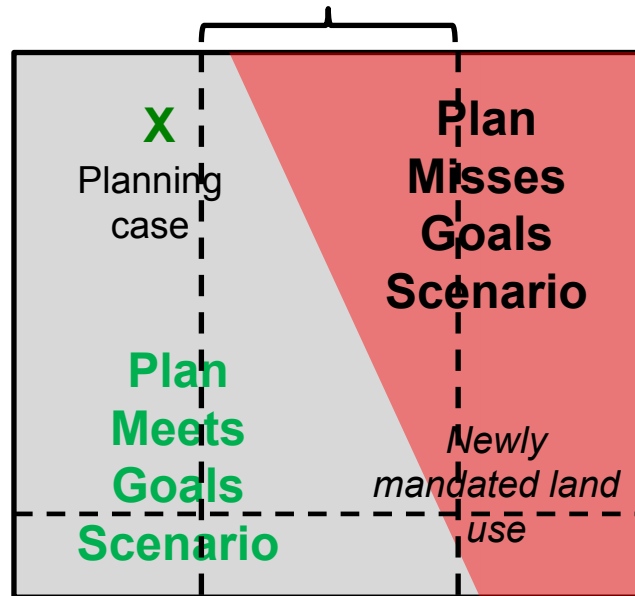 X
Planning
case
Plan
Misses
Goals
Scenario
Plan
Meets
Goals
Scenario
Newly
mandated land
use